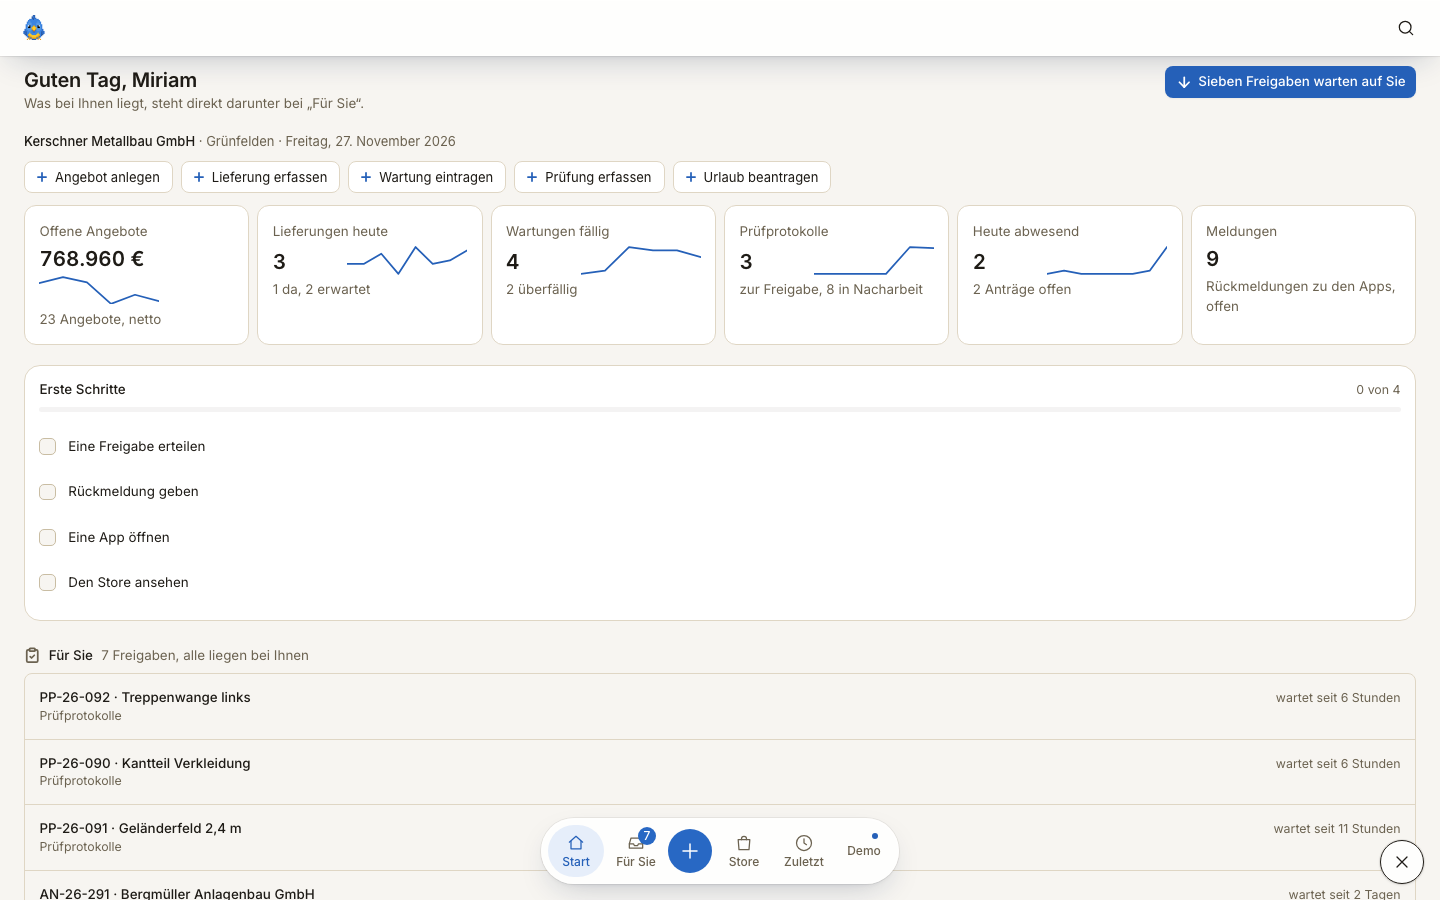 Guten Tag, Miriam
Was bei Ihnen liegt, steht direkt darunter bei „Für Sie“.
Sieben Freigaben warten auf Sie
Kerschner Metallbau GmbH · Grünfelden · Freitag, 27. November 2026
Angebot anlegen
Lieferung erfassen
Wartung eintragen
Prüfung erfassen
Urlaub beantragen
Offene Angebote
768.960 €
23 Angebote, netto
Lieferungen heute
3
1 da, 2 erwartet
Wartungen fällig
4
2 überfällig
Prüfprotokolle
3
zur Freigabe, 8 in Nacharbeit
Heute abwesend
2
2 Anträge offen
Meldungen
9
Rückmeldungen zu den Apps,
offen
Erste Schritte
0 von 4
Eine Freigabe erteilen
Rückmeldung geben
Eine App öffnen
Den Store ansehen
Für Sie 7 Freigaben, alle liegen bei Ihnen
PP-26-092 · Treppenwange links
wartet seit 6 Stunden
Prüfprotokolle
PP-26-090 · Kantteil Verkleidung
wartet seit 6 Stunden
Prüfprotokolle
PP-26-091 · Geländerfeld 2,4 m
wartet seit 11 Stunden
Prüfprotokolle
AN-26-291 · Bergmüller Anlagenbau GmbH
wartet seit 2 Tagen
Start
7
Für Sie
Store
Zuletzt
Demo